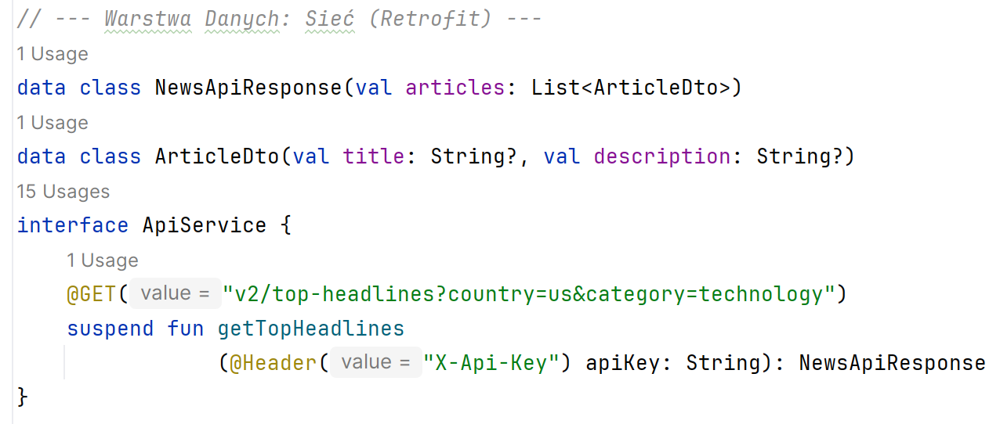 // --- Warstwa Danych: Sieć (Retrofit) ---
1 Usage
data class NewsApiResponse(val articles: List<ArticleDto>)
1 Usage
data class ArticleDto(val title: String?, val description: String?)
15 Usages
interface ApiService {
1 Usage
@GET( value = "v2/top-headlines?country=us&category=technology")
suspend fun getTopHeadlines
(@Header( value = "X-Api-Key") apiKey: String): NewsApiResponse
}